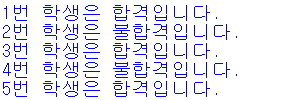 1번 학생은 합격입니다.
2번 학생은 불합격입니다.
3번 학생은 합격입니다.
4번 학생은 불합격입니다.
5번 학생은 합격입니다.